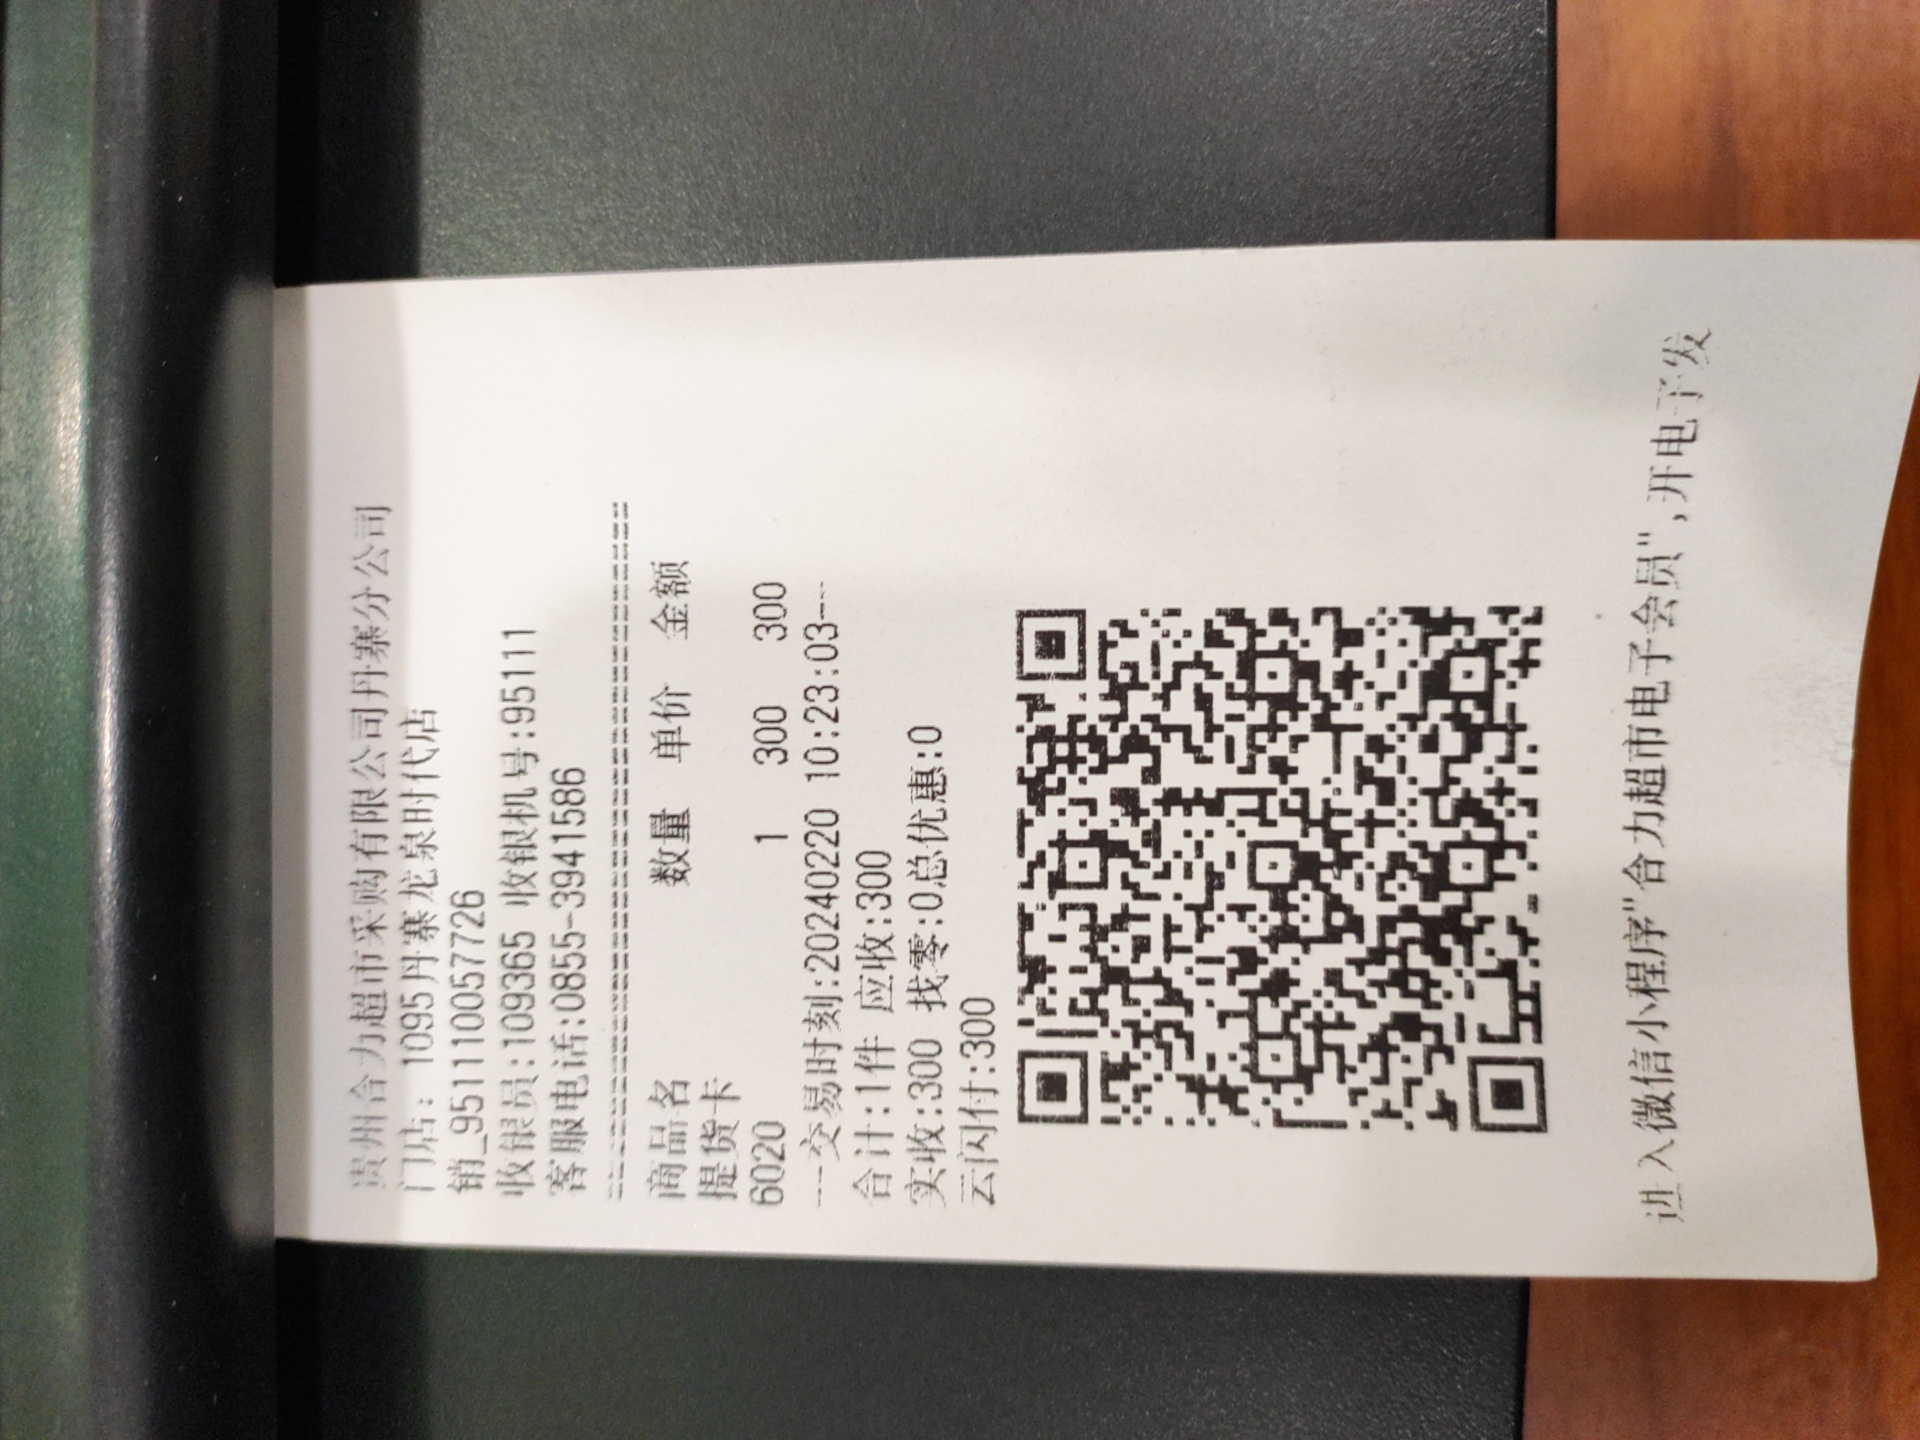 贵州合力超市采购有限公司丹寨分公司
门店: 1095丹寨龙泉时代店
销_9511110057726
收银员:109365 收银机号:95111
客服电话:0855-3941586
商品名 数量 单价 金额
提货卡
6020 1 300 300
---交易时刻:20240220 10:23:03---
合计:1件 应收:300
实收:300 找零:0总优惠:0
云闪付:300
进入微信小程序"合力超市电子会员",开电子发